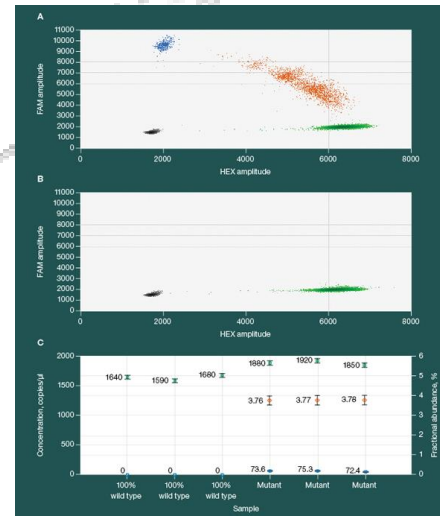 A
11000
10000
9000
8000
7000
6000
5000
4000
3000
2000
1000
0
FAM amplitude
0 2000 4000 6000 8000
HEX amplitude
B
11000
10000
9000
8000
7000
6000
5000
4000
3000
2000
1000
0
FAM amplitude
0 2000 4000 6000 8000
HEX amplitude
C
2000
1500
1000
500
0
Concentration, copies/µl
1640 1590 1680 1880 1920 1850
3.76 3.77 3.78
0 0 0 73.6 75.3 72.4
6
5
4
3
2
1
0
Fractional abundance, %
100% 100% 100% Mutant Mutant Mutant
wild type wild type wild type
Sample